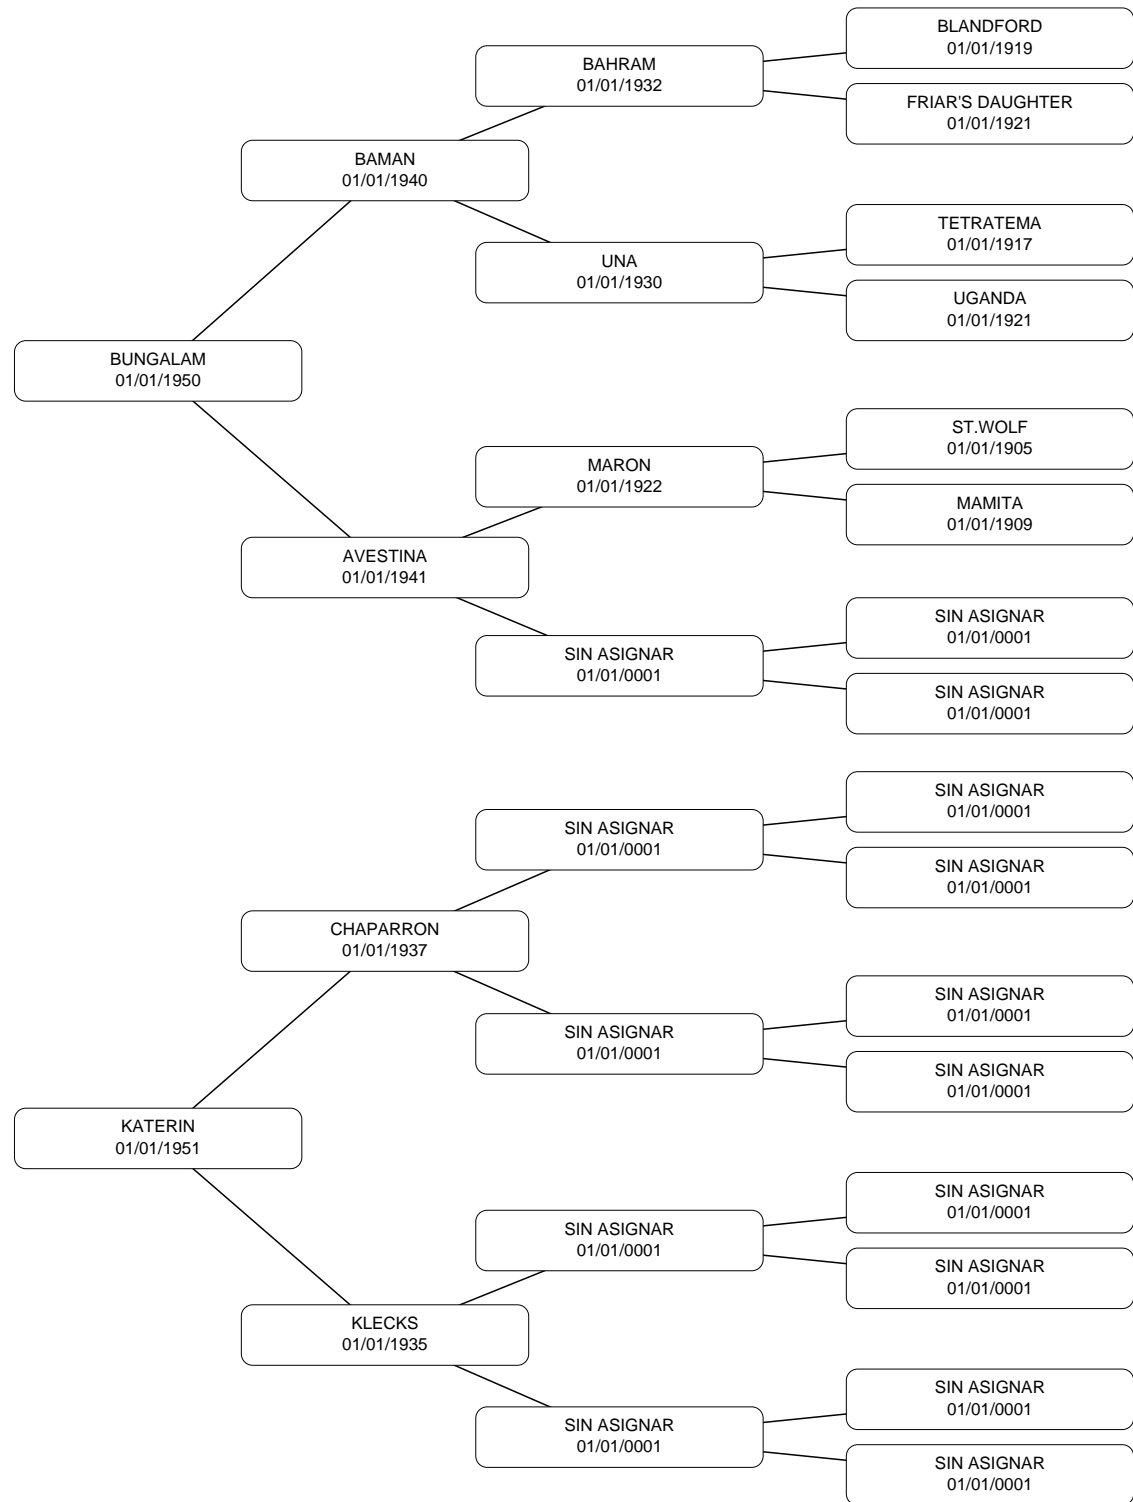 BLANDFORD
01/01/1919
BAHRAM
01/01/1932
FRIAR'S DAUGHTER
01/01/1921
BAMAN
01/01/1940
TETRATEMA
01/01/1917
UNA
01/01/1930
UGANDA
01/01/1921
BUNGALAM
01/01/1950
ST.WOLF
01/01/1905
MARON
01/01/1922
MAMITA
01/01/1909
AVESTINA
01/01/1941
SIN ASIGNAR
01/01/0001
SIN ASIGNAR
01/01/0001
SIN ASIGNAR
01/01/0001
SIN ASIGNAR
01/01/0001
SIN ASIGNAR
01/01/0001
SIN ASIGNAR
01/01/0001
CHAPARRON
01/01/1937
SIN ASIGNAR
01/01/0001
SIN ASIGNAR
01/01/0001
SIN ASIGNAR
01/01/0001
KATERIN
01/01/1951
SIN ASIGNAR
01/01/0001
SIN ASIGNAR
01/01/0001
SIN ASIGNAR
01/01/0001
KLECKS
01/01/1935
SIN ASIGNAR
01/01/0001
SIN ASIGNAR
01/01/0001
SIN ASIGNAR
01/01/0001